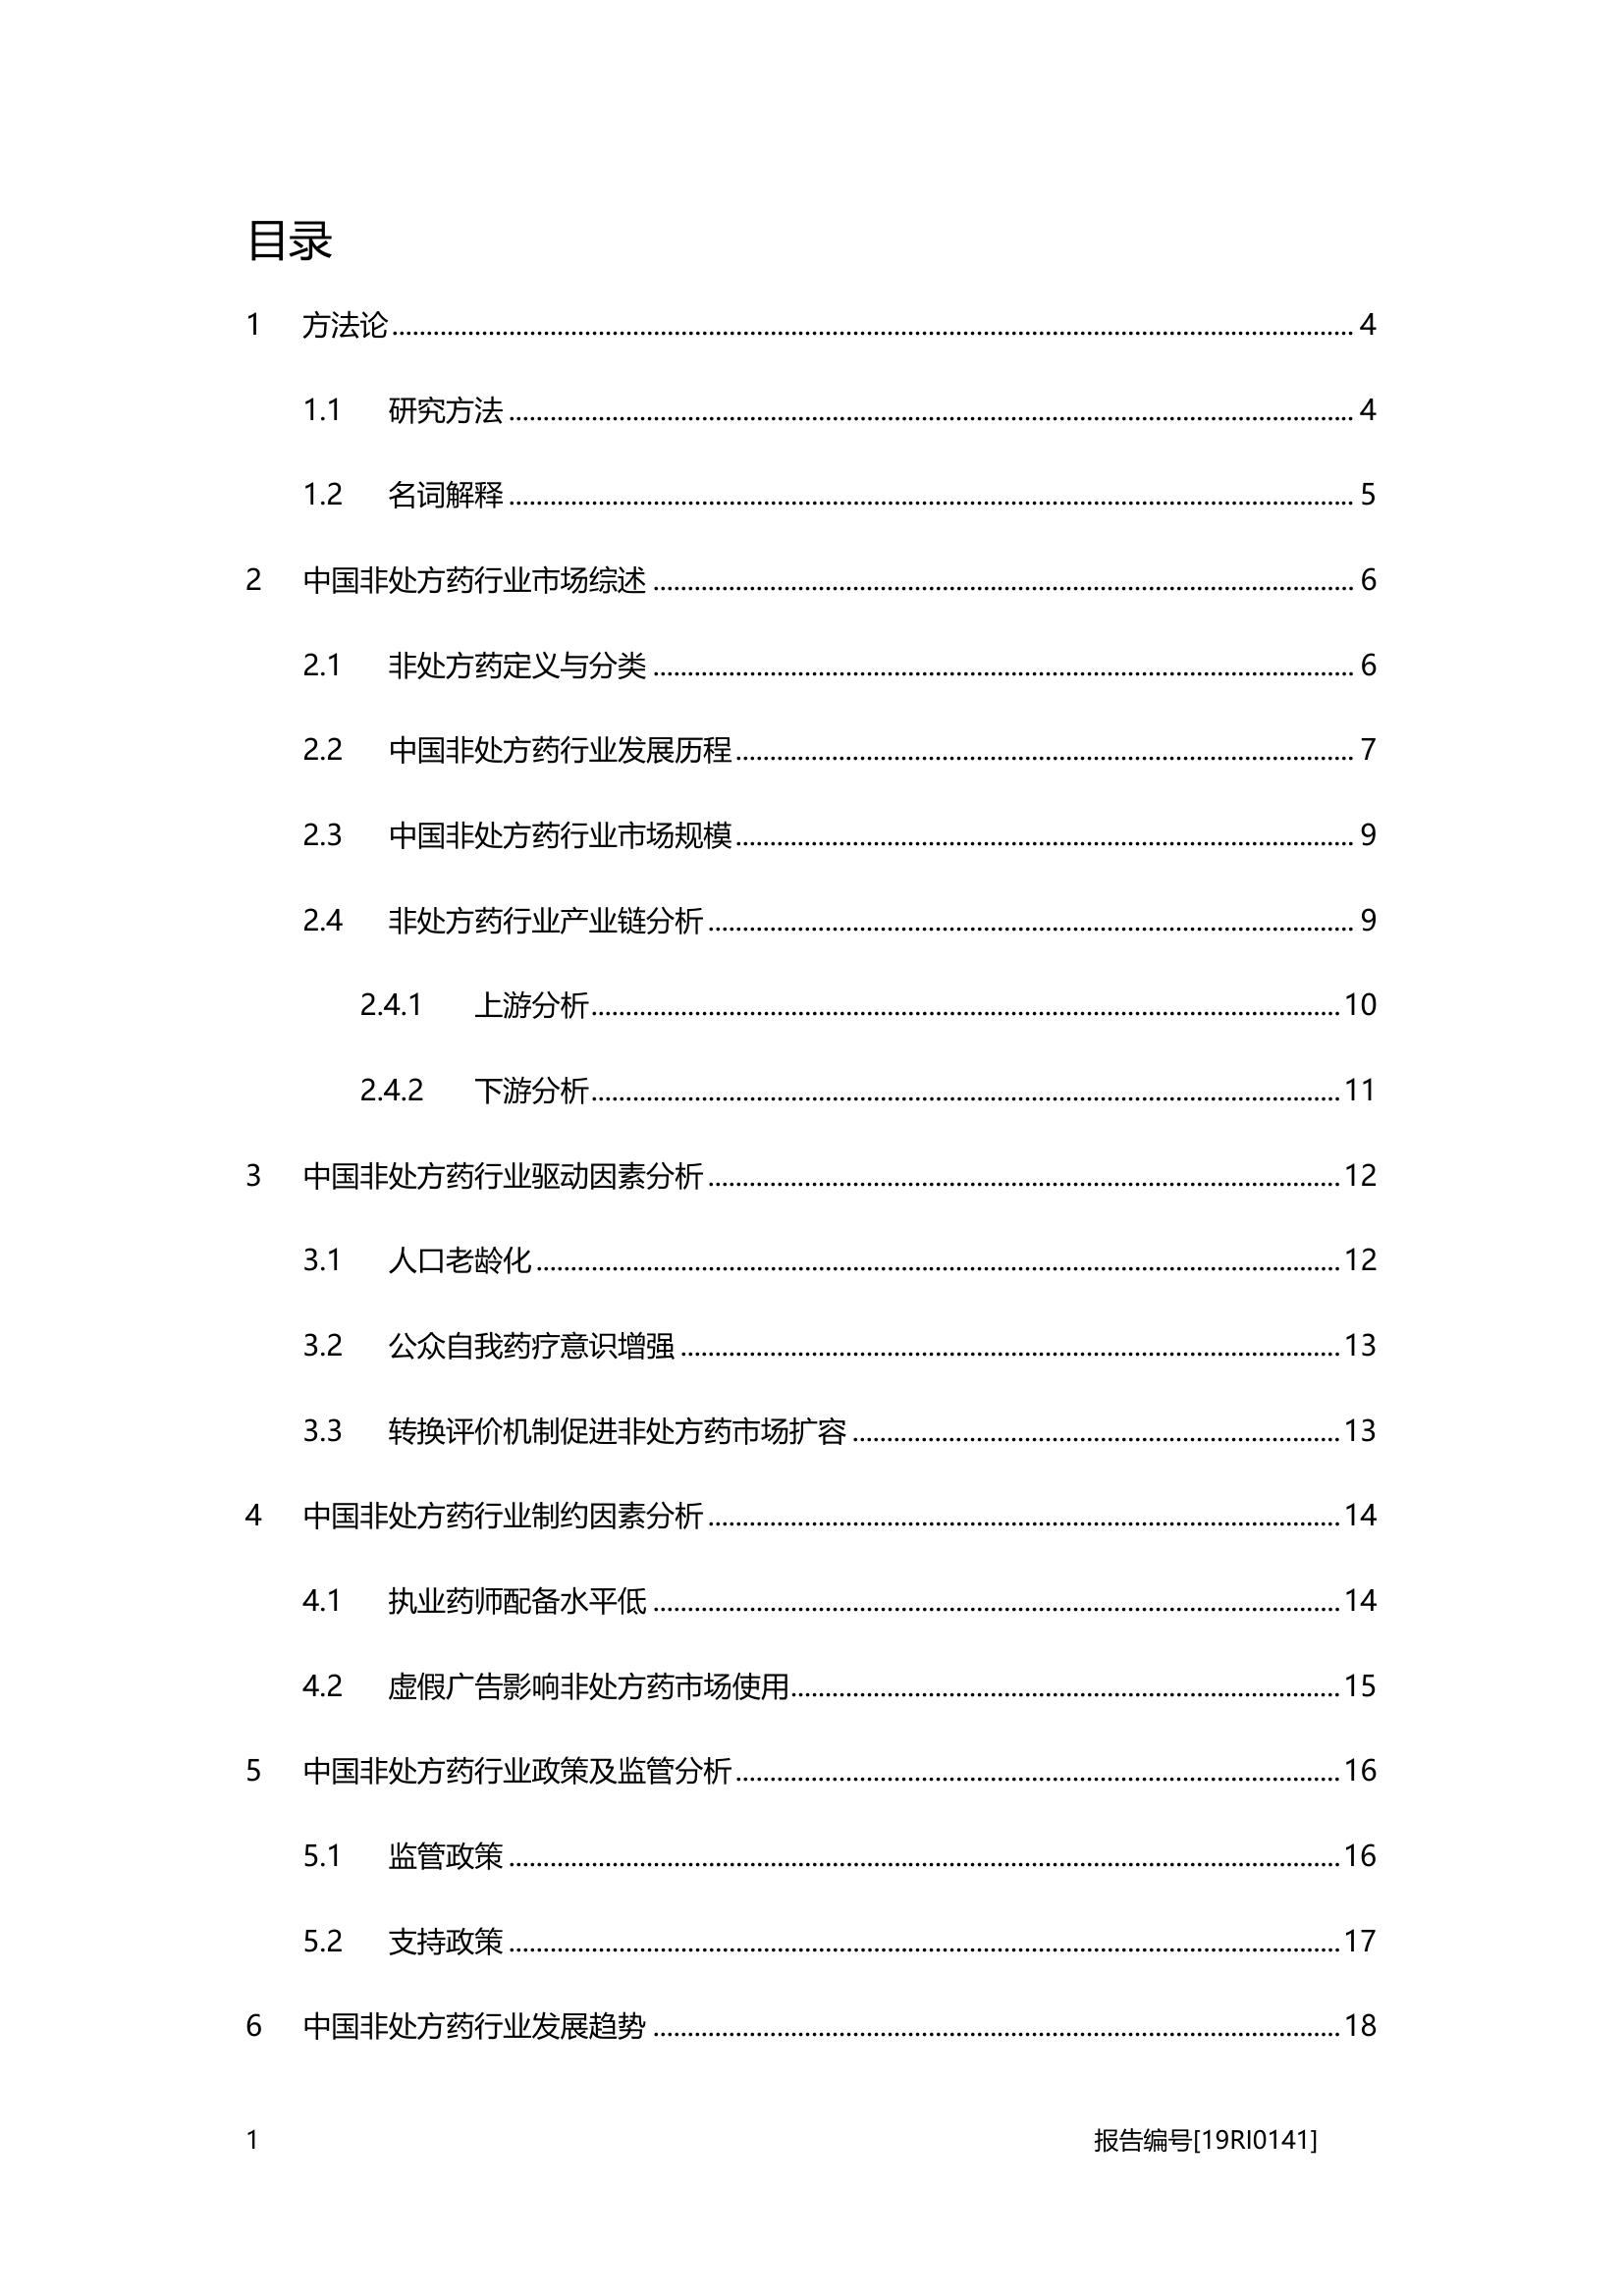 目录
1 方法论 4
1.1 研究方法 4
1.2 名词解释 5
2 中国非处方药行业市场综述 6
2.1 非处方药定义与分类 6
2.2 中国非处方药行业发展历程 7
2.3 中国非处方药行业市场规模 9
2.4 非处方药行业产业链分析 9
2.4.1 上游分析 10
2.4.2 下游分析 11
3 中国非处方药行业驱动因素分析 12
3.1 人口老龄化 12
3.2 公众自我药疗意识增强 13
3.3 转换评价机制促进非处方药市场扩容 13
4 中国非处方药行业制约因素分析 14
4.1 执业药师配备水平低 14
4.2 虚假广告影响非处方药市场使用 15
5 中国非处方药行业政策及监管分析 16
5.1 监管政策 16
5.2 支持政策 17
6 中国非处方药行业发展趋势 18
1 报告编号[19RI0141]